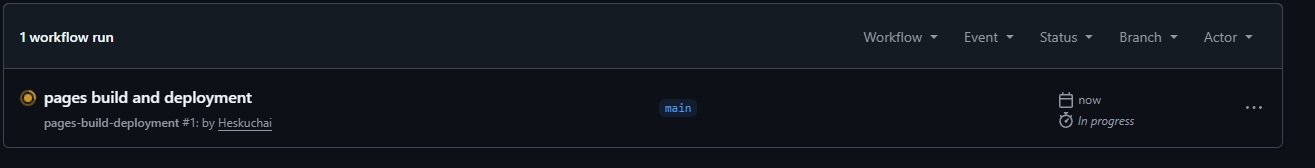 1 workflow run
Workflow Event Status Branch Actor
pages build and deployment
pages-build-deployment #1: by Heskuchai
main
now
In progress